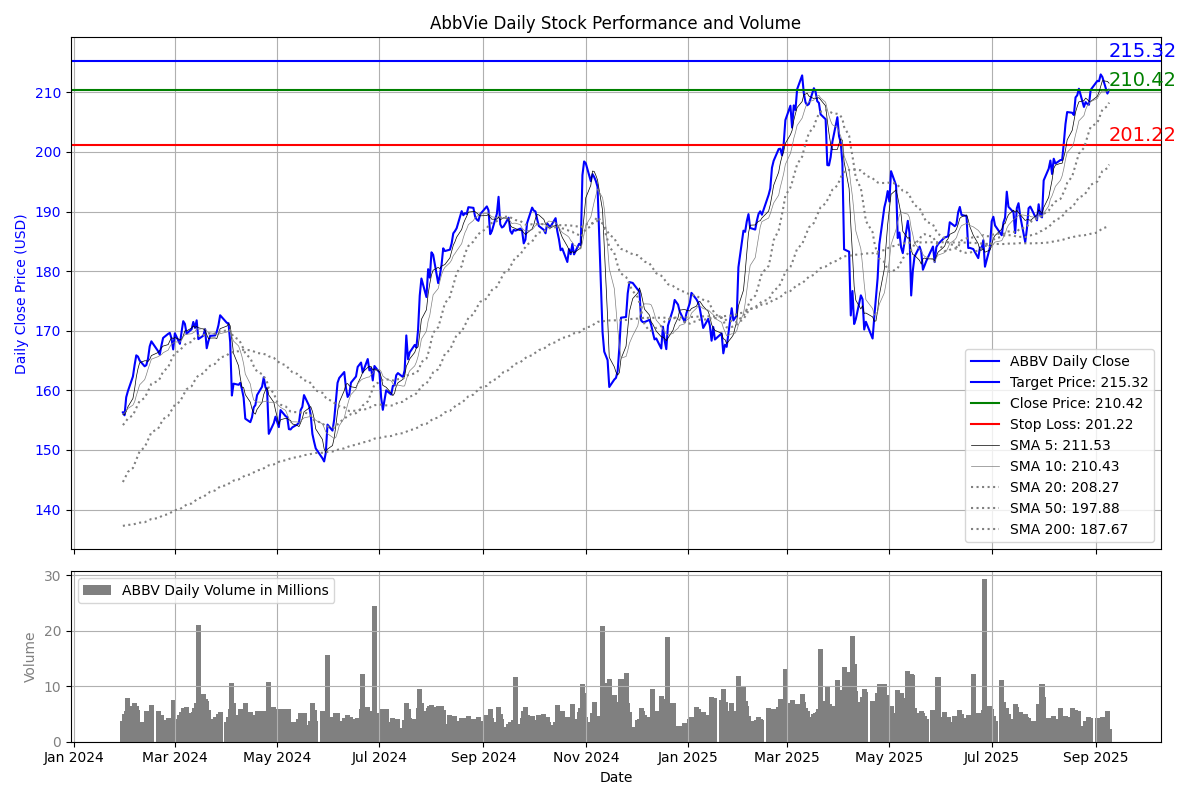 AbbVie Daily Stock Performance and Volume
215.32
210.42
201.22
Daily Close Price (USD)
210
200
190
180
170
160
150
140
ABBV Daily Close
Target Price: 215.32
Close Price: 210.42
Stop Loss: 201.22
SMA 5: 211.53
SMA 10: 210.43
SMA 20: 208.27
SMA 50: 197.88
SMA 200: 187.67
Volume
30
20
10
0
ABBV Daily Volume in Millions
Jan 2024 Mar 2024 May 2024 Jul 2024 Sep 2024 Nov 2024 Jan 2025 Mar 2025 May 2025 Jul 2025 Sep 2025
Date